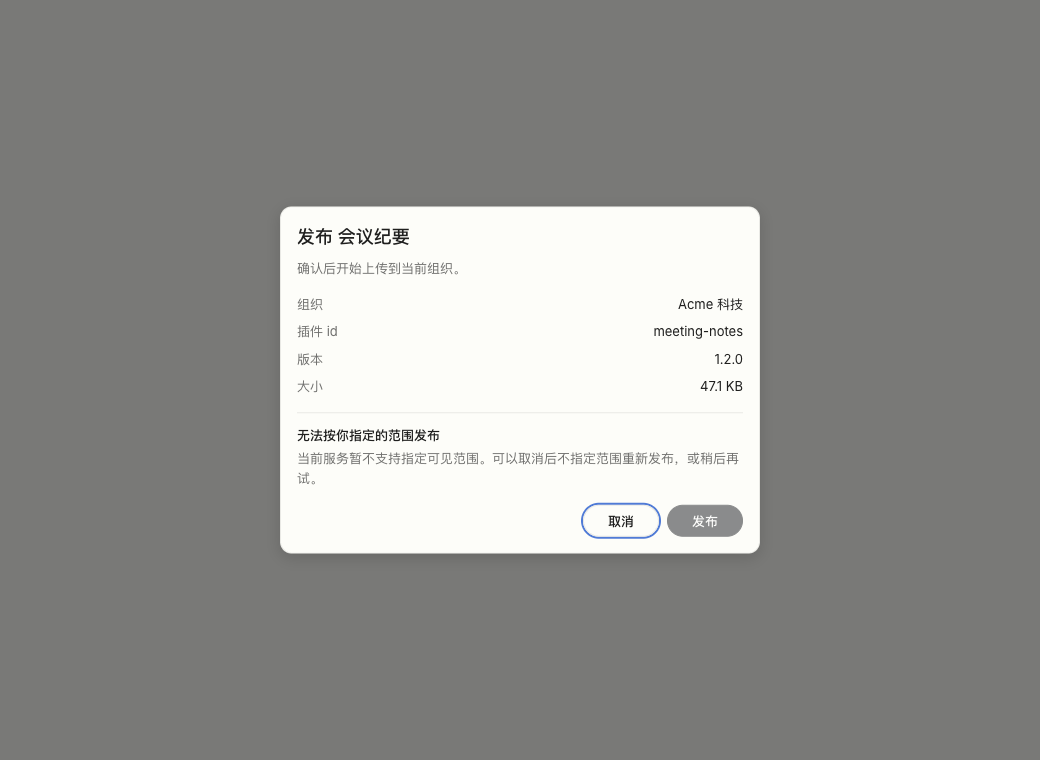 发布 会议纪要
确认后开始上传到当前组织。
组织 Acme 科技
插件 id meeting-notes
版本 1.2.0
大小 47.1 KB
无法按你指定的范围发布
当前服务暂不支持指定可见范围。可以取消后不指定范围重新发布，或稍后再
试。
取消 发布